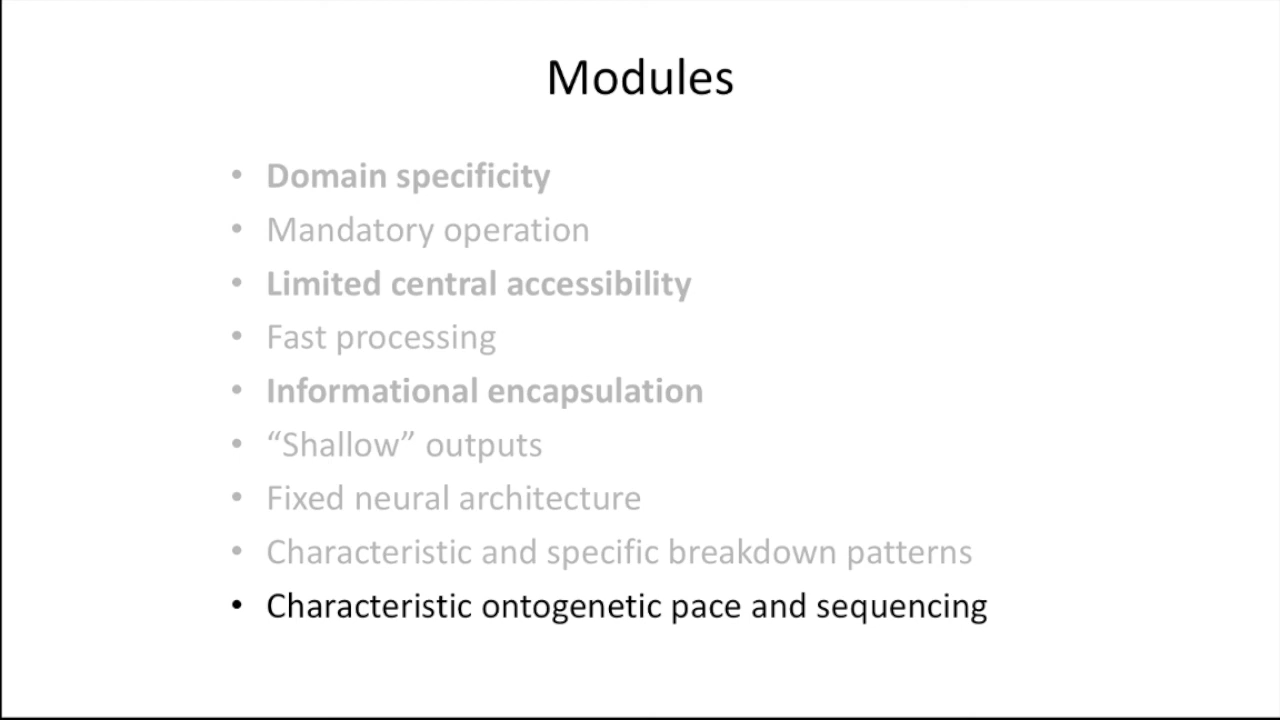 Modules
• Domain specificity
• Mandatory operation
• Limited central accessibility
• Fast processing
• Informational encapsulation
• “Shallow” outputs
• Fixed neural architecture
• Characteristic and specific breakdown patterns
• Characteristic ontogenetic pace and sequencing